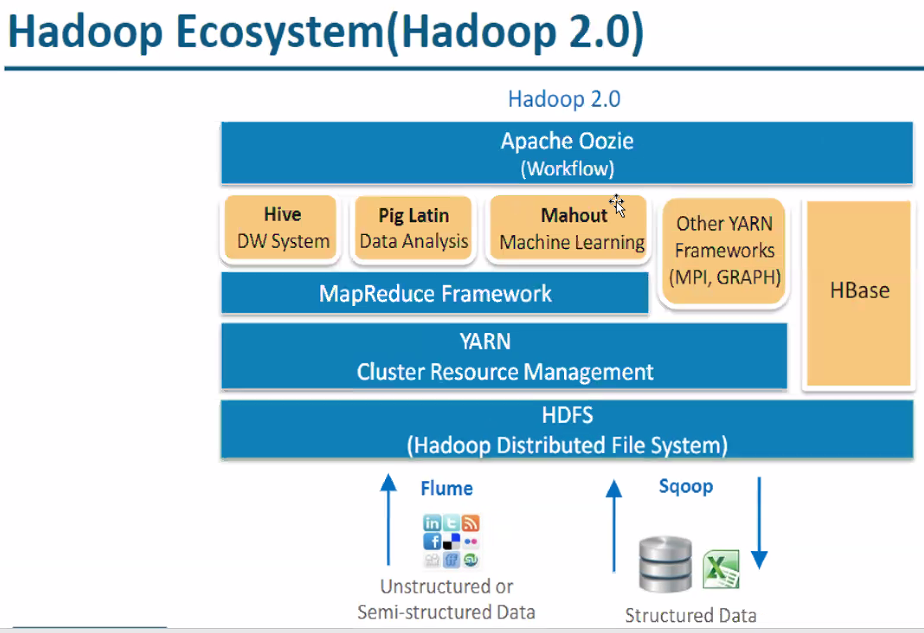 Hadoop Ecosystem(Hadoop 2.0)
Hadoop 2.0
Apache Oozie
(Workflow)
Hive
DW System
Pig Latin
Data Analysis
Mahout
Machine Learning
Other YARN
Frameworks
(MPI, GRAPH)
HBase
MapReduce Framework
YARN
Cluster Resource Management
HDFS
(Hadoop Distributed File System)
Flume
Unstructured or
Semi-structured Data
Sqoop
Structured Data